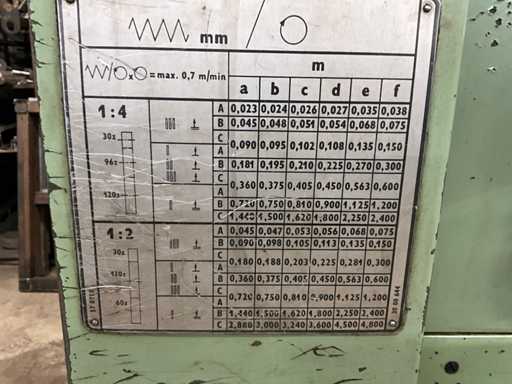 mm /
= max. 0,7 m/min
m
a b c d e f
1:4
A 0,023 0,024 0,026 0,027 0,035 0,038
B 0,045 0,048 0,051 0,054 0,068 0,075
30x
C
A 0,090 0,095 0,102 0,108 0,135 0,150
96x
B 0,181 0,195 0,210 0,225 0,270 0,300
C
A 0,360 0,375 0,405 0,450 0,563 0,600
120x
B 0,720 0,750 0,810 0,900 1,125 1,200
C 1,440 1,500 1,620 1,800 2,250 2,400
1:2
A 0,045 0,047 0,053 0,056 0,068 0,075
B 0,090 0,098 0,105 0,113 0,135 0,150
30x
C
A 0,180 0,188 0,203 0,225 0,281 0,300
B 0,360 0,375 0,405 0,450 0,563 0,600
C
A 0,720 0,750 0,810 0,900 1,125 1,200
60x
B 1,440 1,500 1,620 1,800 2,250 2,400
C 2,880 3,000 3,240 3,600 4,500 4,800